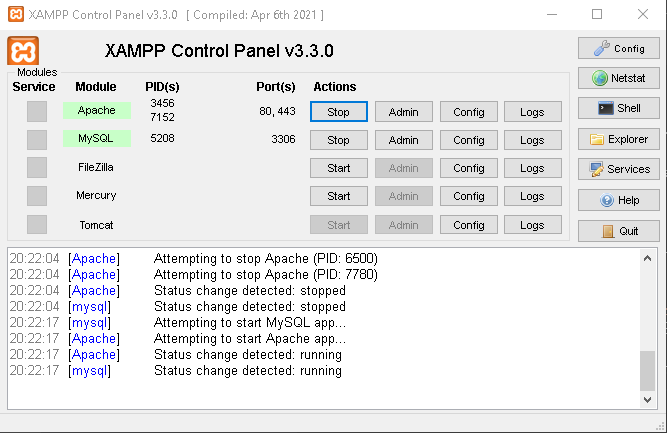 XAMPP Control Panel v3.3.0 [ Compiled: Apr 6th 2021 ]
XAMPP Control Panel v3.3.0
Config
Modules
Service Module PID(s) Port(s) Actions
Netstat
Apache 3456 7152 80, 443 Stop Admin Config Logs
Shell
MySQL 5208 3306 Stop Admin Config Logs
Explorer
FileZilla Start Admin Config Logs
Services
Mercury Start Admin Config Logs
Help
Tomcat Start Admin Config Logs
Quit
20:22:04 [Apache] Attempting to stop Apache (PID: 6500)
20:22:04 [Apache] Attempting to stop Apache (PID: 7780)
20:22:04 [Apache] Status change detected: stopped
20:22:04 [mysql] Status change detected: stopped
20:22:17 [mysql] Attempting to start MySQL app...
20:22:17 [Apache] Attempting to start Apache app...
20:22:17 [Apache] Status change detected: running
20:22:17 [mysql] Status change detected: running